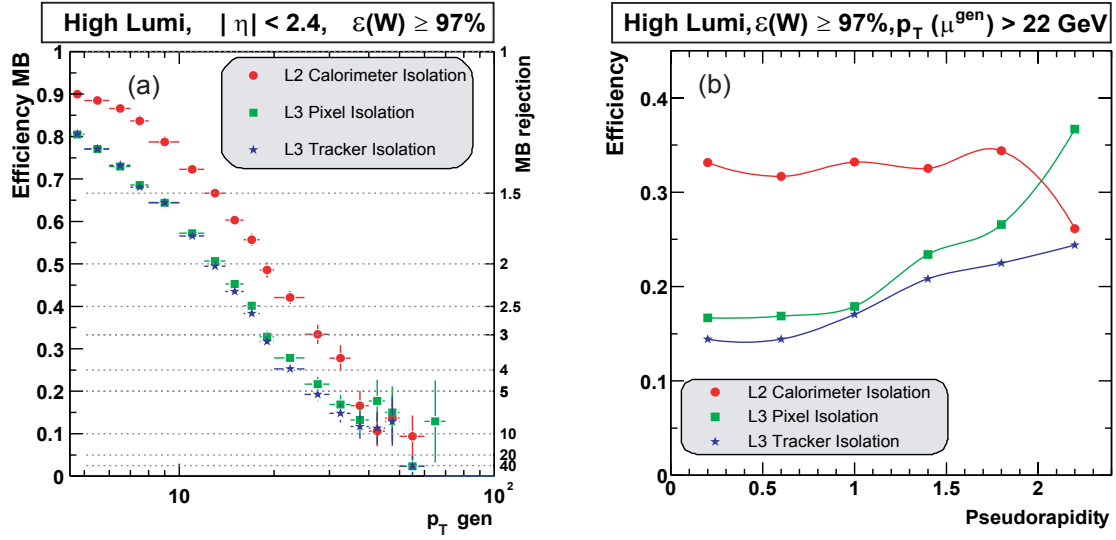 High Lumi, | η| < 2.4, ε(W) ≥ 97%
Efficiency MB
1
0.9
0.8
0.7
0.6
0.5
0.4
0.3
0.2
0.1
0
(a)
L2 Calorimeter Isolation
L3 Pixel Isolation
L3 Tracker Isolation
MB rejection
1
1.5
2
2.5
3
4
5
10
20
40
10
10²
p_T gen
High Lumi,ε(W) ≥ 97%,p_T (μ^gen) > 22 GeV
Efficiency
0.4
0.3
0.2
0.1
0
(b)
L2 Calorimeter Isolation
L3 Pixel Isolation
L3 Tracker Isolation
0 0.5 1 1.5 2
Pseudorapidity